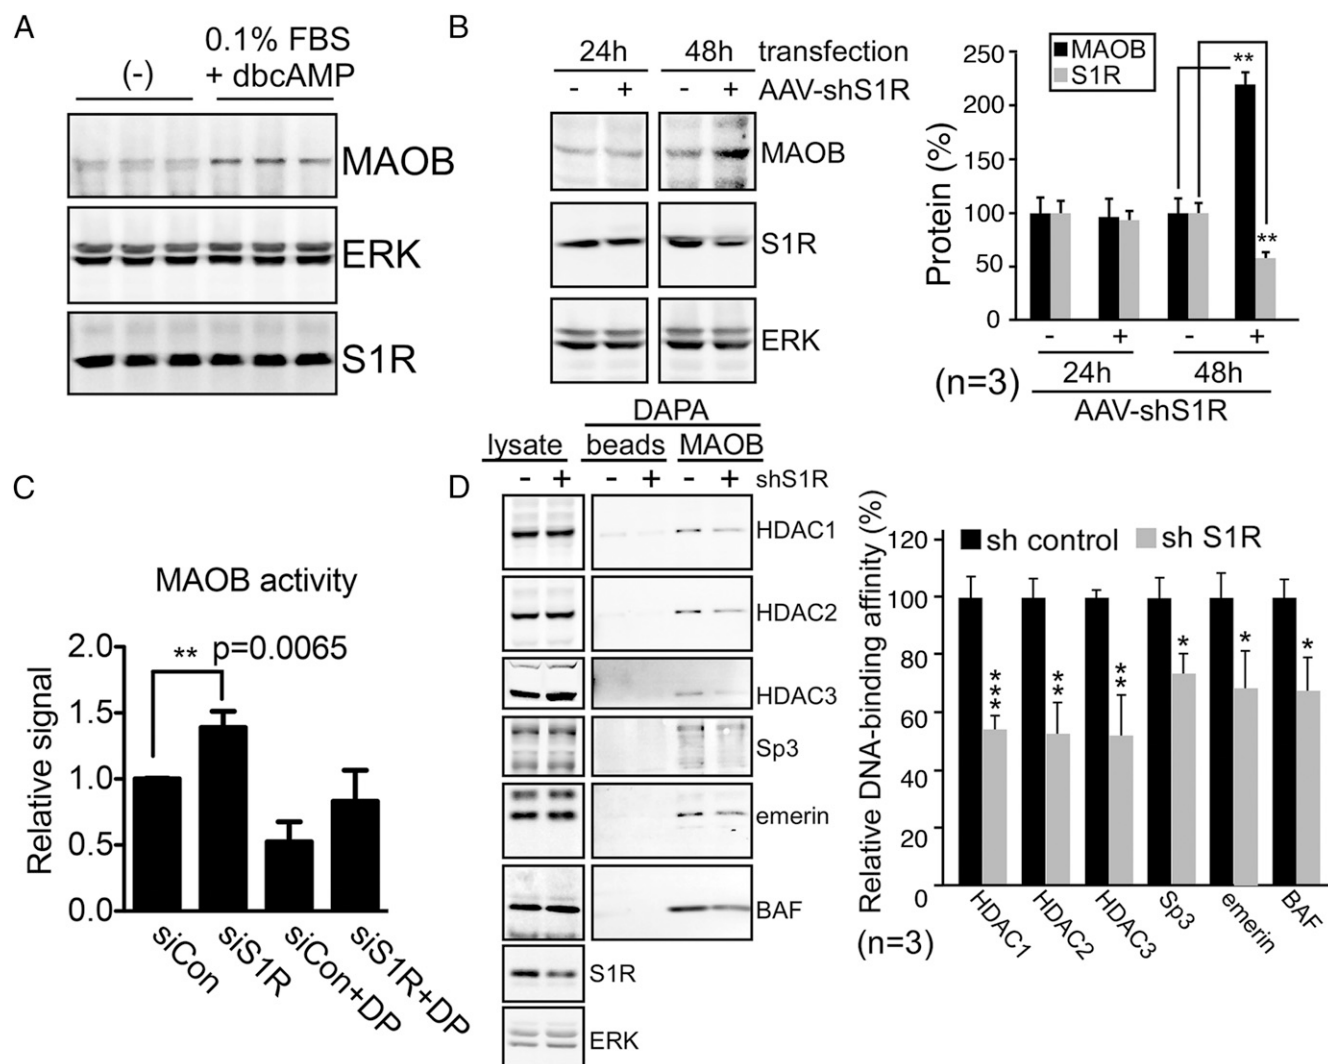 A
(-)
0.1% FBS
+ dbcAMP
MAOB
ERK
S1R
B
24h 48h transfection
- + - + AAV-shS1R
MAOB
S1R
ERK
MAOB
S1R
Protein (%)
250
200
100
50
0
**
**
- + - +
24h 48h
(n=3)
AAV-shS1R
C
MAOB activity
** p=0.0065
Relative signal
2.0
1.5
1.0
0.5
0.0
siCon
siS1R
siCon+DP
siS1R+DP
D
DAPA
lysate beads MAOB
- + - + - + shS1R
HDAC1
HDAC2
HDAC3
Sp3
emerin
BAF
S1R
ERK
Relative DNA-binding affinity (%)
sh control sh S1R
120
100
80
60
40
20
0
***
**
**
*
*
*
HDAC1
HDAC2
HDAC3
Sp3
emerin
BAF
(n=3)